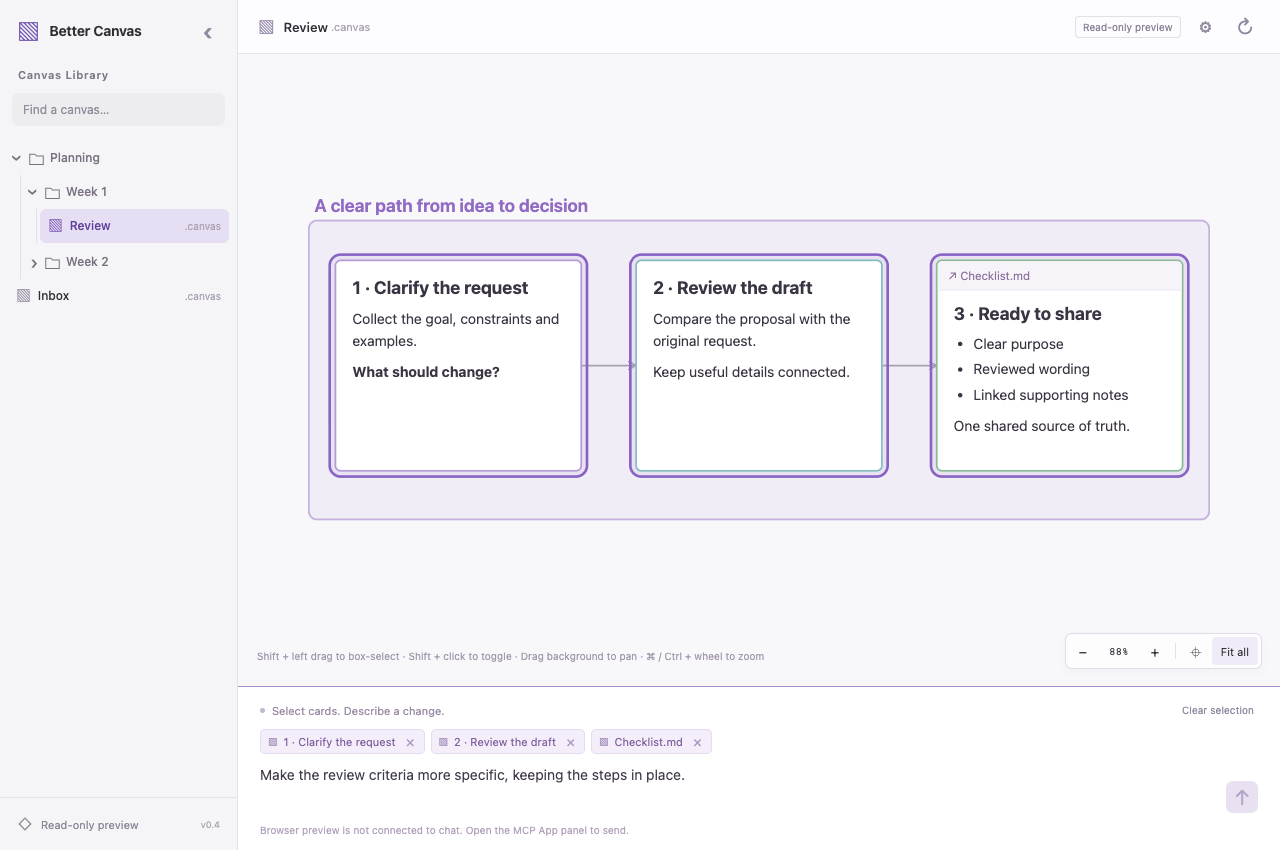 Better Canvas
Canvas Library
Find a canvas...
Planning
Week 1
Review .canvas
Week 2
Inbox .canvas
Read-only preview v0.4
Review .canvas
Read-only preview
A clear path from idea to decision
1 · Clarify the request
Collect the goal, constraints and
examples.
What should change?
2 · Review the draft
Compare the proposal with the
original request.
Keep useful details connected.
↗ Checklist.md
3 · Ready to share
• Clear purpose
• Reviewed wording
• Linked supporting notes
One shared source of truth.
Shift + left drag to box-select · Shift + click to toggle · Drag background to pan · ⌘ / Ctrl + wheel to zoom
− 88% + Fit all
Select cards. Describe a change. Clear selection
1 · Clarify the request × 2 · Review the draft × Checklist.md ×
Make the review criteria more specific, keeping the steps in place.
Browser preview is not connected to chat. Open the MCP App panel to send.